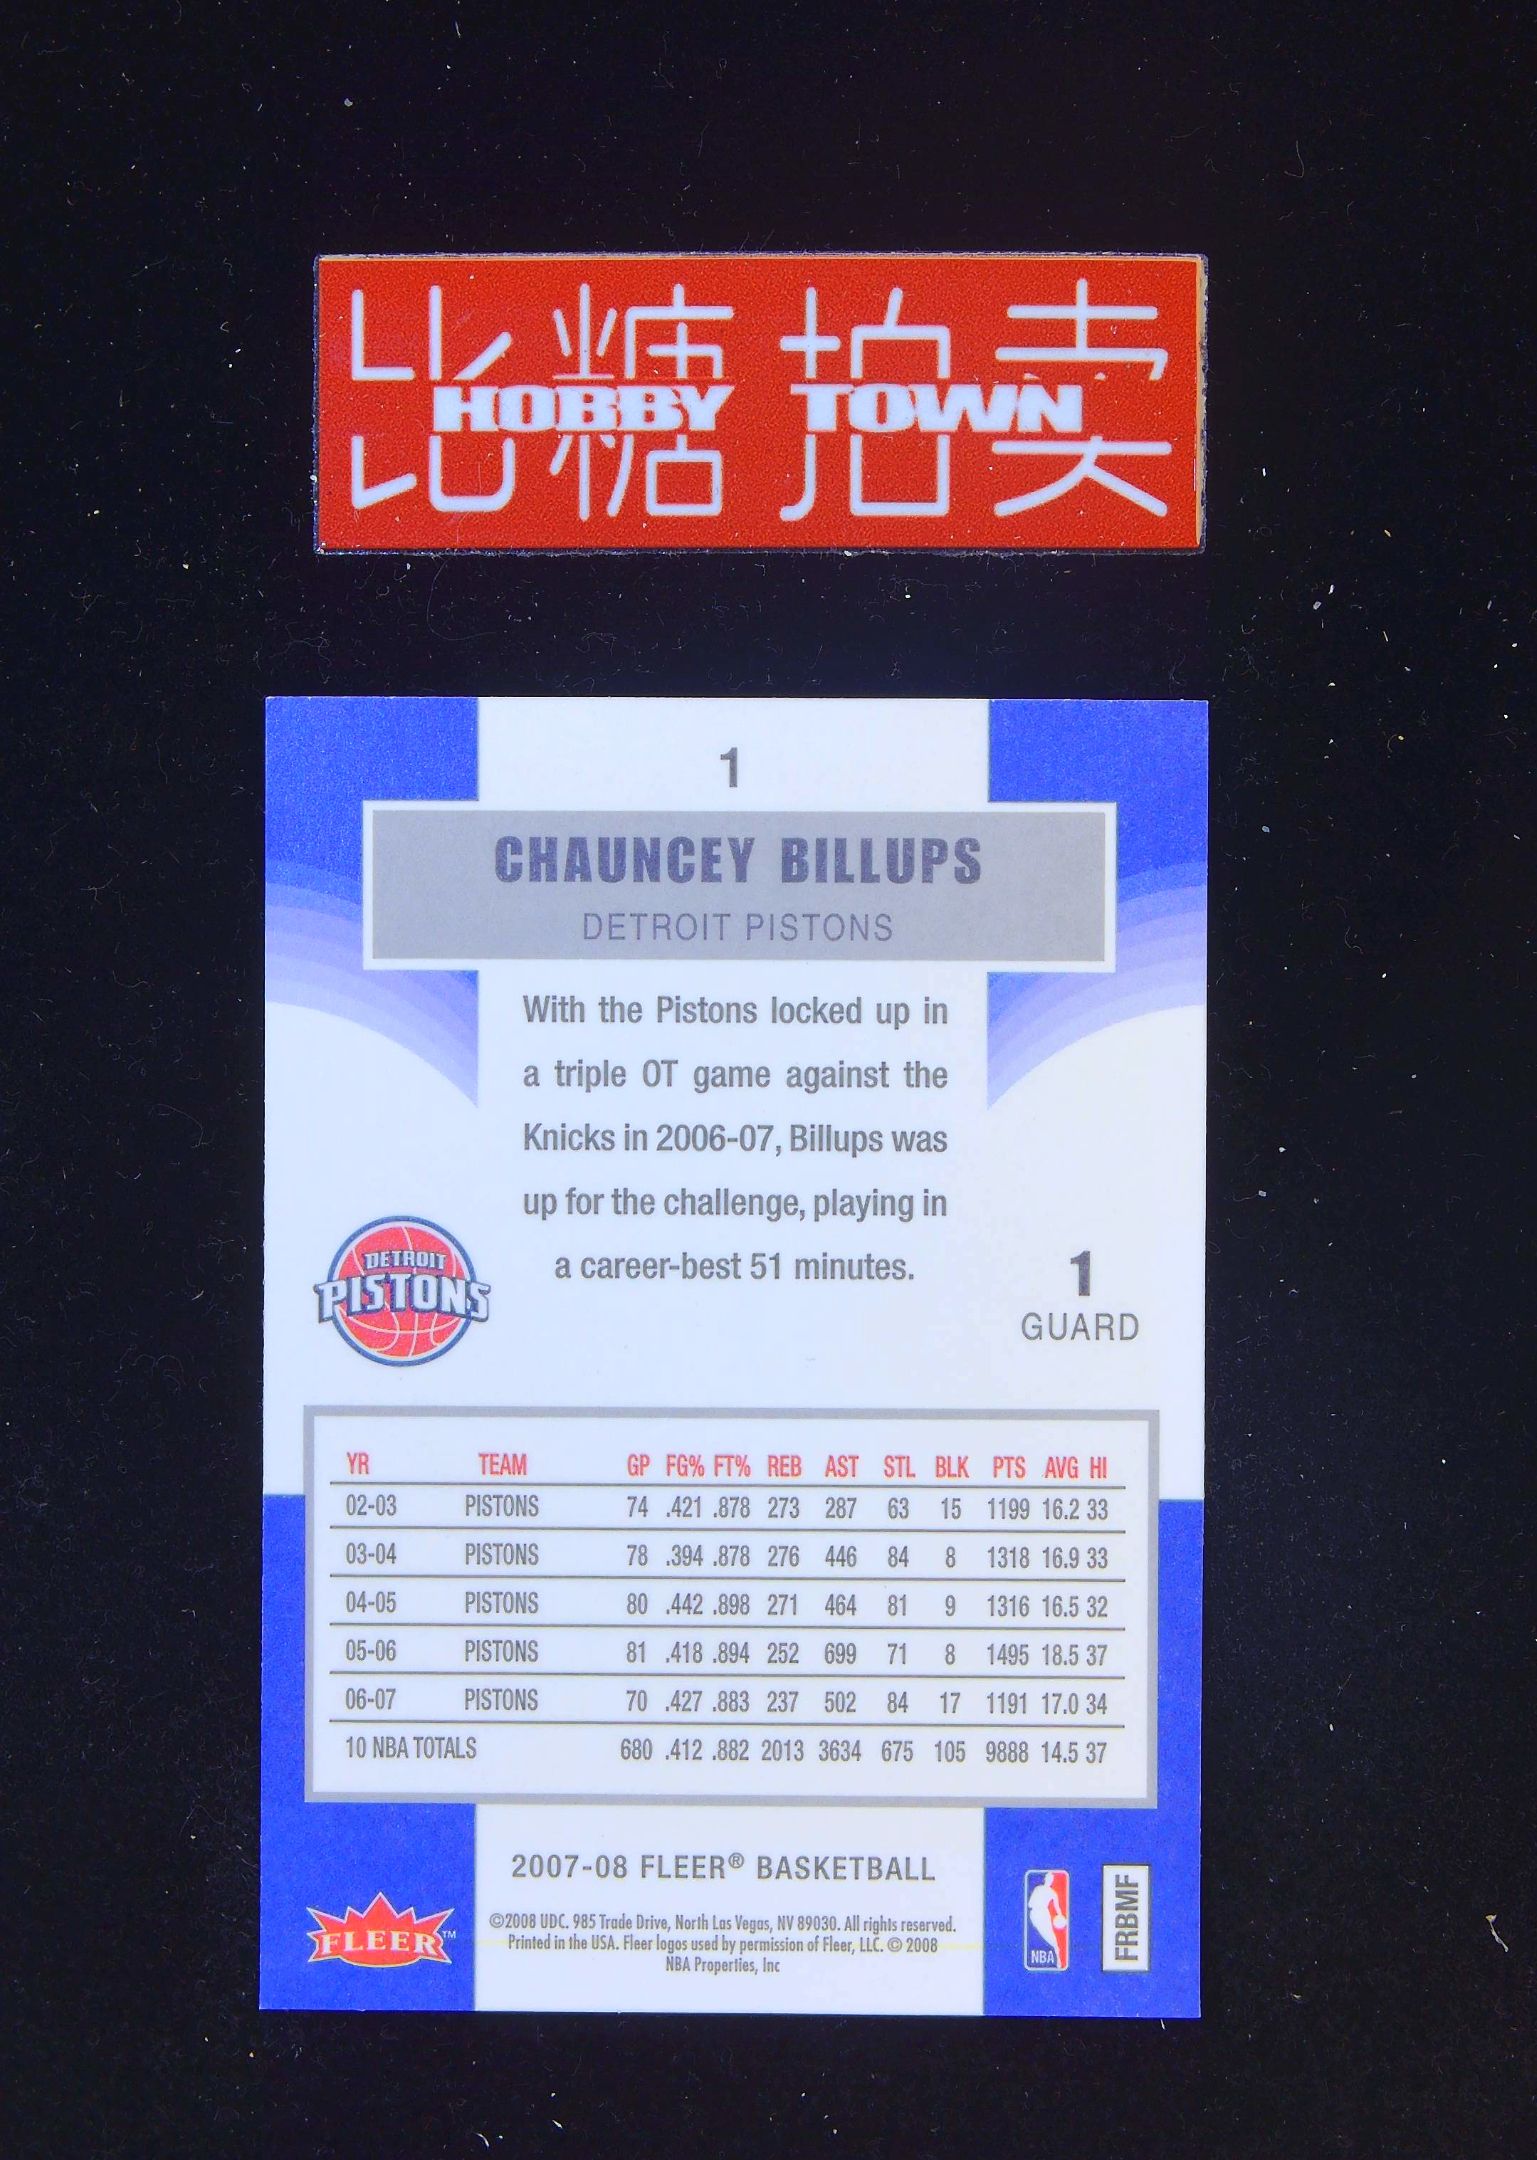 比糖拍卖
HOBBY TOWN
1
CHAUNCEY BILLUPS
DETROIT PISTONS
With the Pistons locked up in
a triple OT game against the
Knicks in 2006-07, Billups was
up for the challenge, playing in
a career-best 51 minutes.
DETROIT
PISTONS
1
GUARD
YR TEAM GP FG% FT% REB AST STL BLK PTS AVG HI
02-03 PISTONS 74 .421 .878 273 287 63 15 1199 16.2 33
03-04 PISTONS 78 .394 .878 276 446 84 8 1318 16.9 33
04-05 PISTONS 80 .442 .898 271 464 81 9 1316 16.5 32
05-06 PISTONS 81 .418 .894 252 699 71 8 1495 18.5 37
06-07 PISTONS 70 .427 .883 237 502 84 17 1191 17.0 34
10 NBA TOTALS 680 .412 .882 2013 3634 675 105 9888 14.5 37
2007-08 FLEER® BASKETBALL
©2008 UDC. 985 Trade Drive, North Las Vegas, NV 89030. All rights reserved.
Printed in the USA. Fleer logos used by permission of Fleer, LLC. © 2008
NBA Properties, Inc
FLEER™
NBA
FRBMF